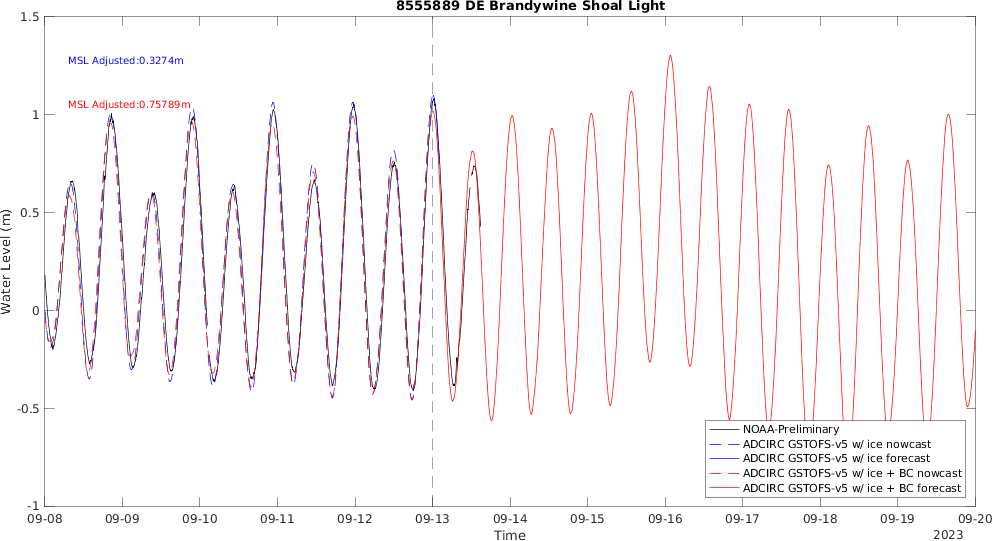 8555889 DE Brandywine Shoal Light
MSL Adjusted:0.3274m
MSL Adjusted:0.75789m
Water Level (m)
1.5
1
0.5
0
-0.5
-1
NOAA-Preliminary
ADCIRC GSTOFS-v5 w/ ice nowcast
ADCIRC GSTOFS-v5 w/ ice forecast
ADCIRC GSTOFS-v5 w/ ice + BC nowcast
ADCIRC GSTOFS-v5 w/ ice + BC forecast
09-08 09-09 09-10 09-11 09-12 09-13 09-14 09-15 09-16 09-17 09-18 09-19 09-20
Time
2023